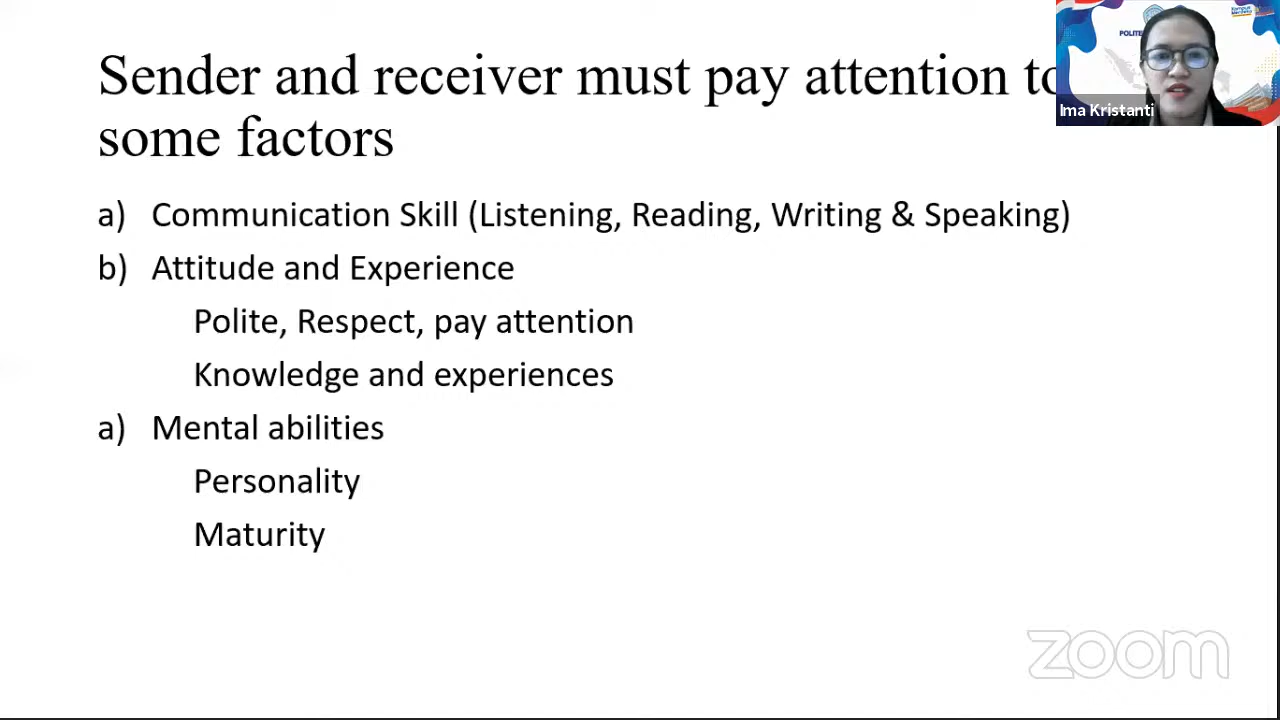 Sender and receiver must pay attention to
some factors
a) Communication Skill (Listening, Reading, Writing & Speaking)
b) Attitude and Experience
Polite, Respect, pay attention
Knowledge and experiences
a) Mental abilities
Personality
Maturity
POLITE
Ima Kristanti
zoom